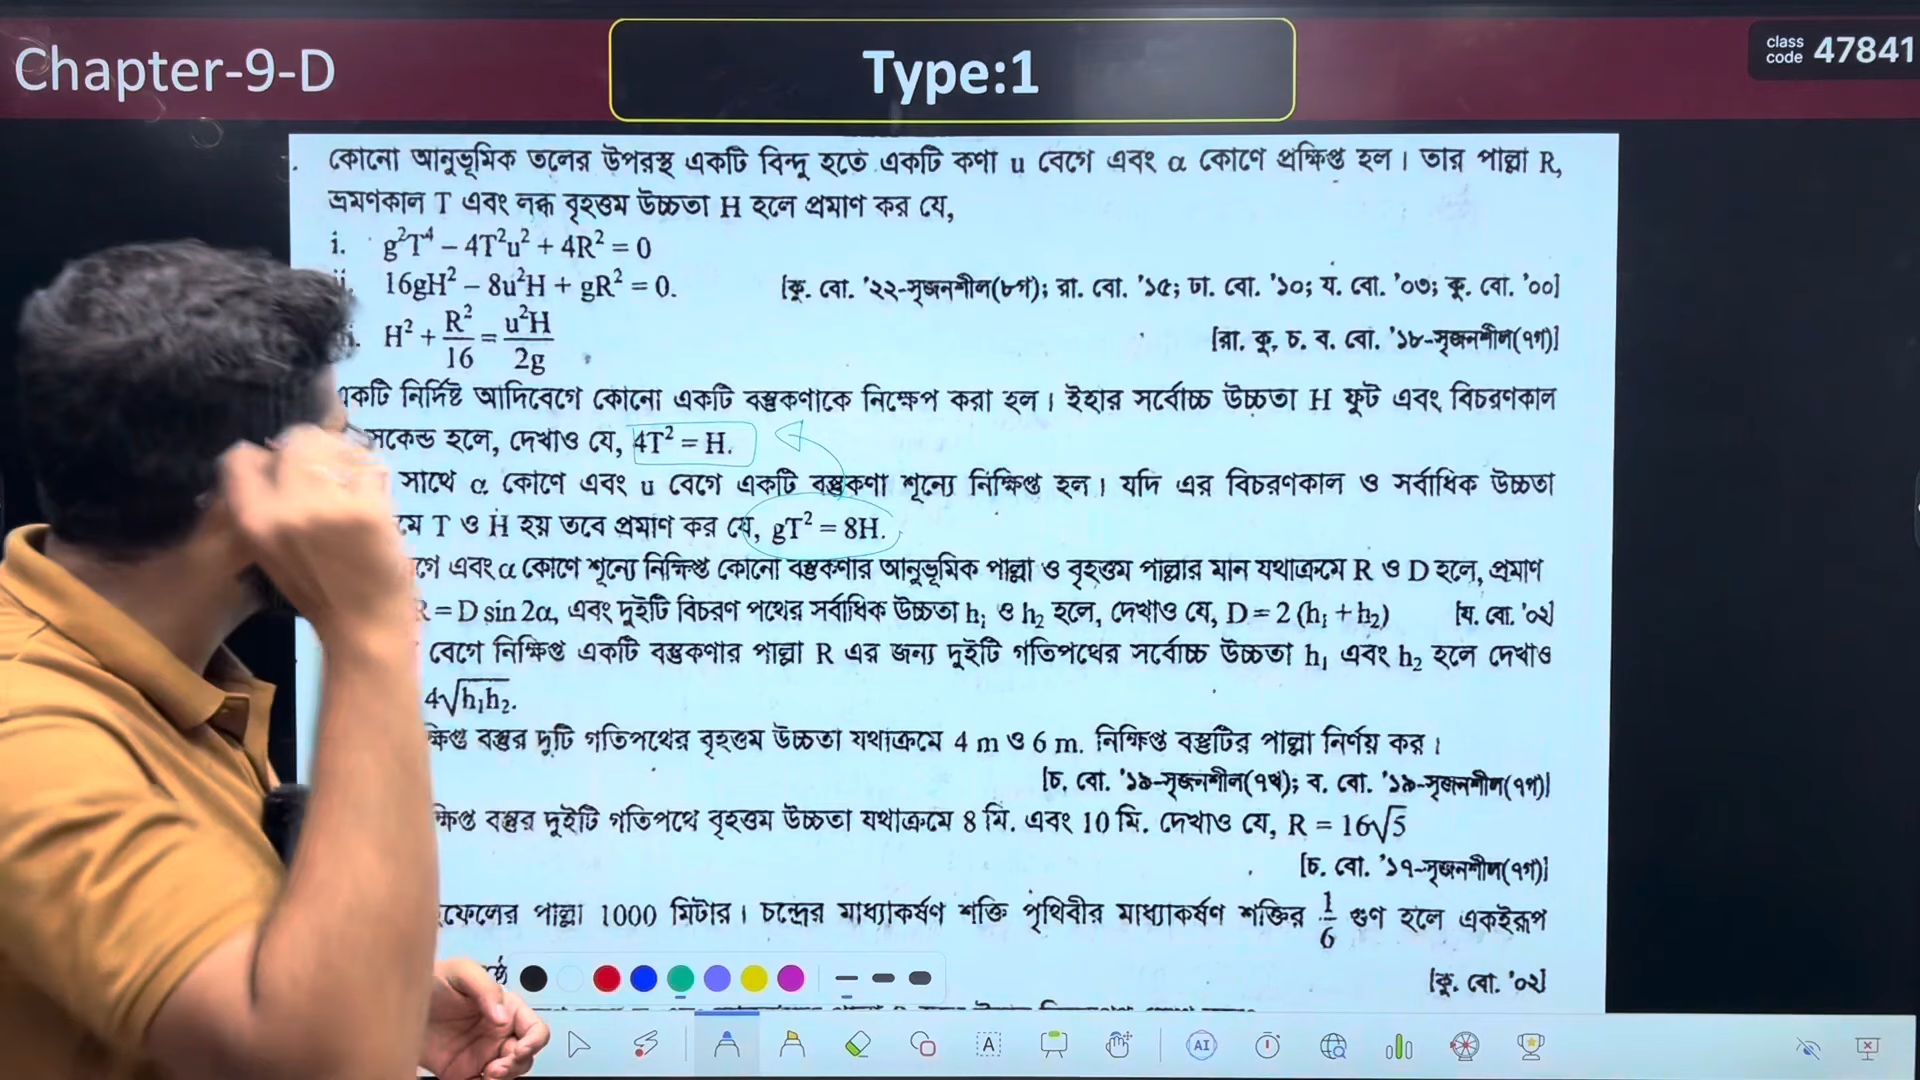 Chapter-9-D
Type:1
class code 47841
কোনো আনুভূমিক তলের উপরস্থ একটি বিন্দু হতে একটি কণা u বেগে এবং α কোণে প্রক্ষিপ্ত হল। তার পাল্লা R,
ভ্রমণকাল T এবং লব্ধ বৃহত্তম উচ্চতা H হলে প্রমাণ কর যে,
i. g²T⁴ – 4T²u² + 4R² = 0
16gH² – 8u²H + gR² = 0. [কু. বো. '২২-সৃজনশীল(৮গ); রা. বো. '১৫; ঢা. বো. '১০; য. বো. '০৩; কু. বো. '০০]
H² + R²/16 = u²H/2g [রা. কু. চ. ব. বো. '১৮-সৃজনশীল(৭গ)]
একটি নির্দিষ্ট আদিবেগে কোনো একটি বস্তুকণাকে নিক্ষেপ করা হল। ইহার সর্বোচ্চ উচ্চতা H ফুট এবং বিচরণকাল
সেকেন্ড হলে, দেখাও যে, 4T² = H.
সাথে α কোণে এবং u বেগে একটি বস্তুকণা শূন্যে নিক্ষিপ্ত হল। যদি এর বিচরণকাল ও সর্বাধিক উচ্চতা
T ও H হয় তবে প্রমাণ কর যে, gT² = 8H.
এবং α কোণে শূন্যে নিক্ষিপ্ত কোনো বস্তুকণার আনুভূমিক পাল্লা ও বৃহত্তম পাল্লার মান যথাক্রমে R ও D হলে, প্রমাণ
R = D sin 2α, এবং দুইটি বিচরণ পথের সর্বাধিক উচ্চতা h₁ ও h₂ হলে, দেখাও যে, D = 2 (h₁ + h₂) [য. বো. '০২]
বেগে নিক্ষিপ্ত একটি বস্তুকণার পাল্লা R এর জন্য দুইটি গতিপথের সর্বোচ্চ উচ্চতা h₁ এবং h₂ হলে দেখাও
4√h₁h₂.
বস্তুর দুটি গতিপথের বৃহত্তম উচ্চতা যথাক্রমে 4 m ও 6 m. নিক্ষিপ্ত বস্তুটির পাল্লা নির্ণয় কর।
[চ. বো. '১৯-সৃজনশীল(৭খ); ব. বো. '১৯-সৃজনশীল(৭গ)]
বস্তুর দুইটি গতিপথে বৃহত্তম উচ্চতা যথাক্রমে 8 মি. এবং 10 মি. দেখাও যে, R = 16√5
[চ. বো. '১৭-সৃজনশীল(৭গ)]
পাল্লা 1000 মিটার। চন্দ্রের মাধ্যাকর্ষণ শক্তি পৃথিবীর মাধ্যাকর্ষণ শক্তির 1/6 গুণ হলে একইরূপ
[কু. বো. '০২]
A
AI